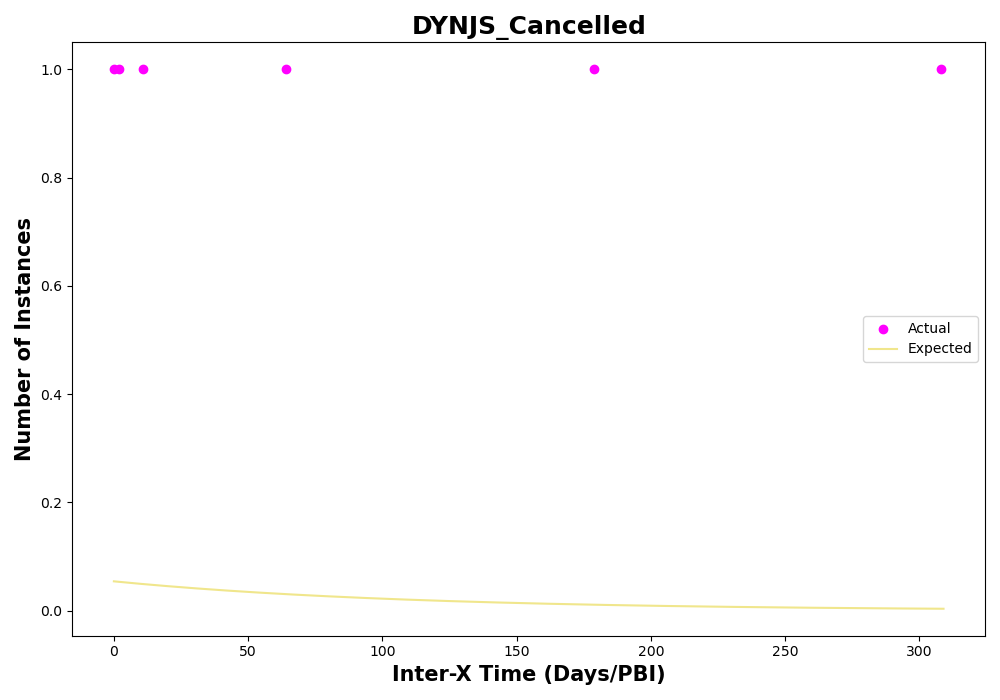 DYNJS_Cancelled
Number of Instances
1.0
0.8
0.6
0.4
0.2
0.0
Actual
Expected
0 50 100 150 200 250 300
Inter-X Time (Days/PBI)